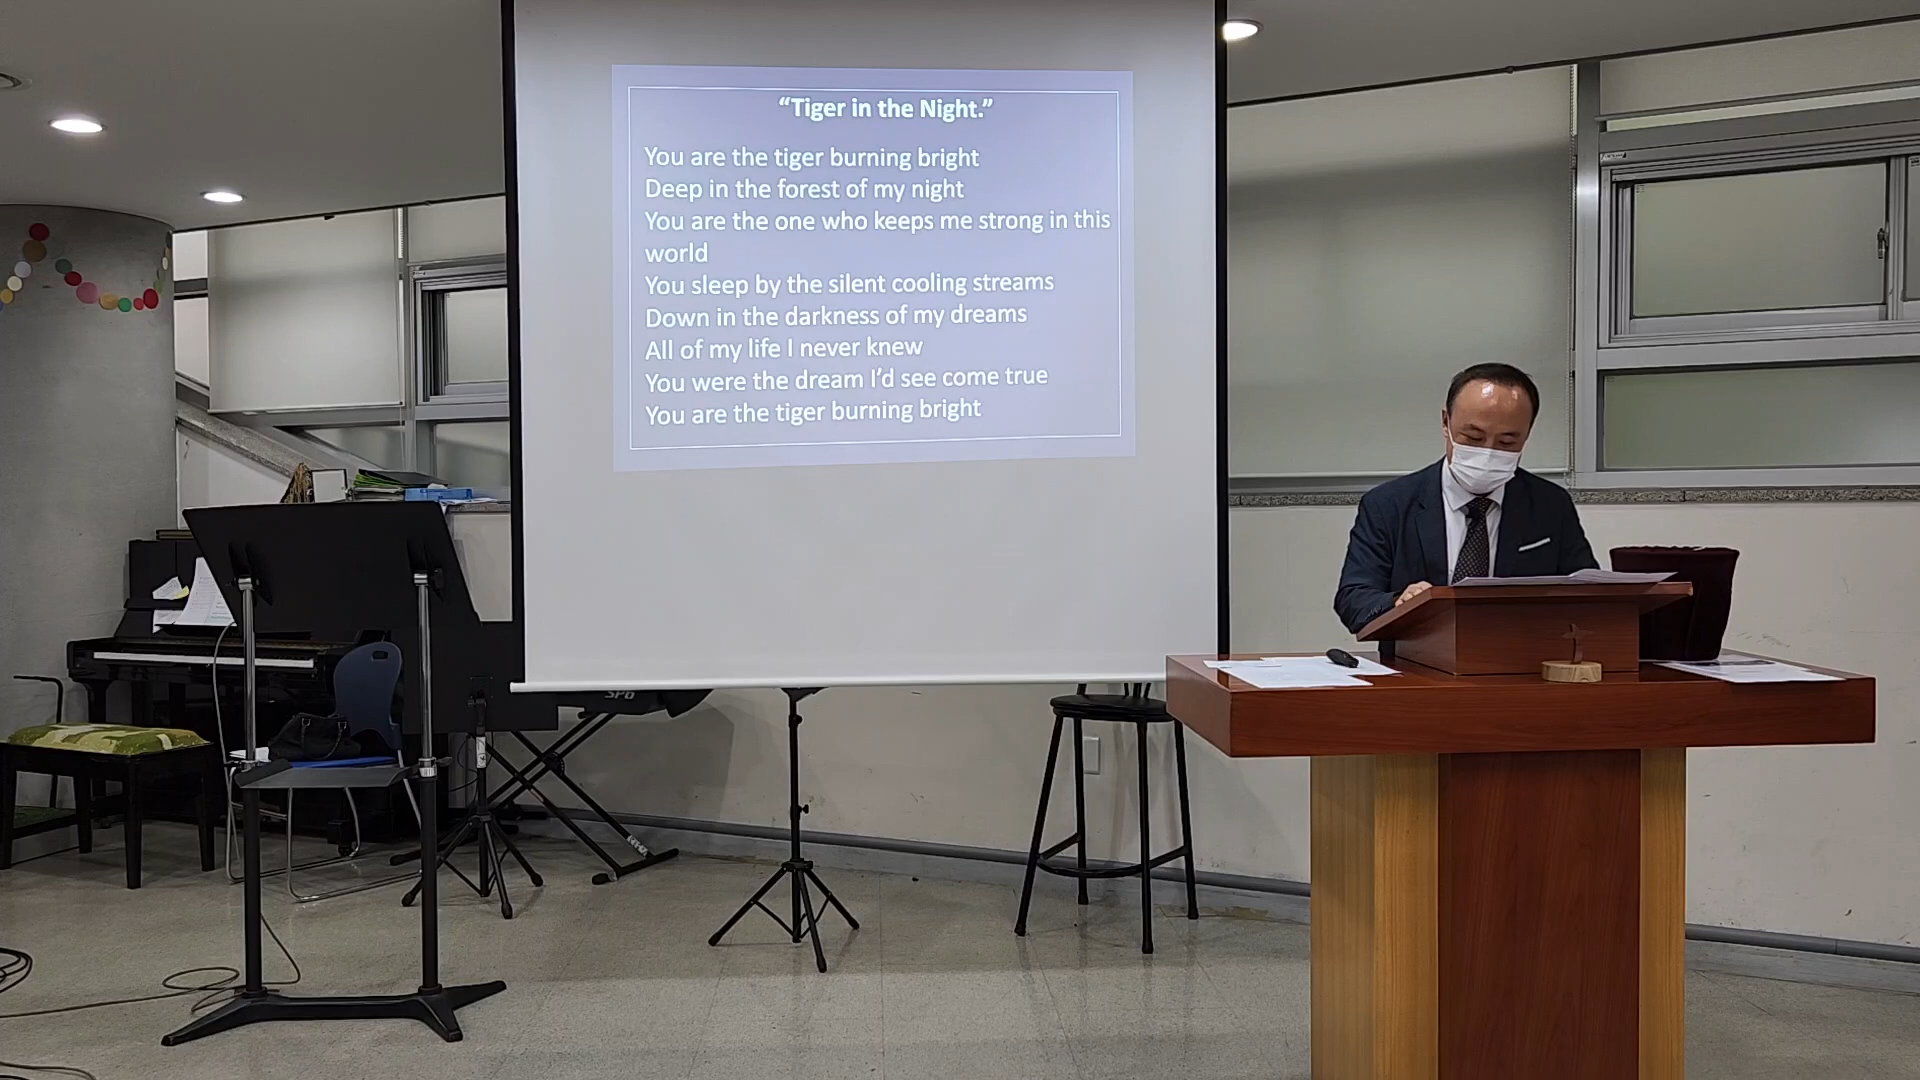 “Tiger in the Night.”
You are the tiger burning bright
Deep in the forest of my night
You are the one who keeps me strong in this
world
You sleep by the silent cooling streams
Down in the darkness of my dreams
All of my life I never knew
You were the dream I’d see come true
You are the tiger burning bright